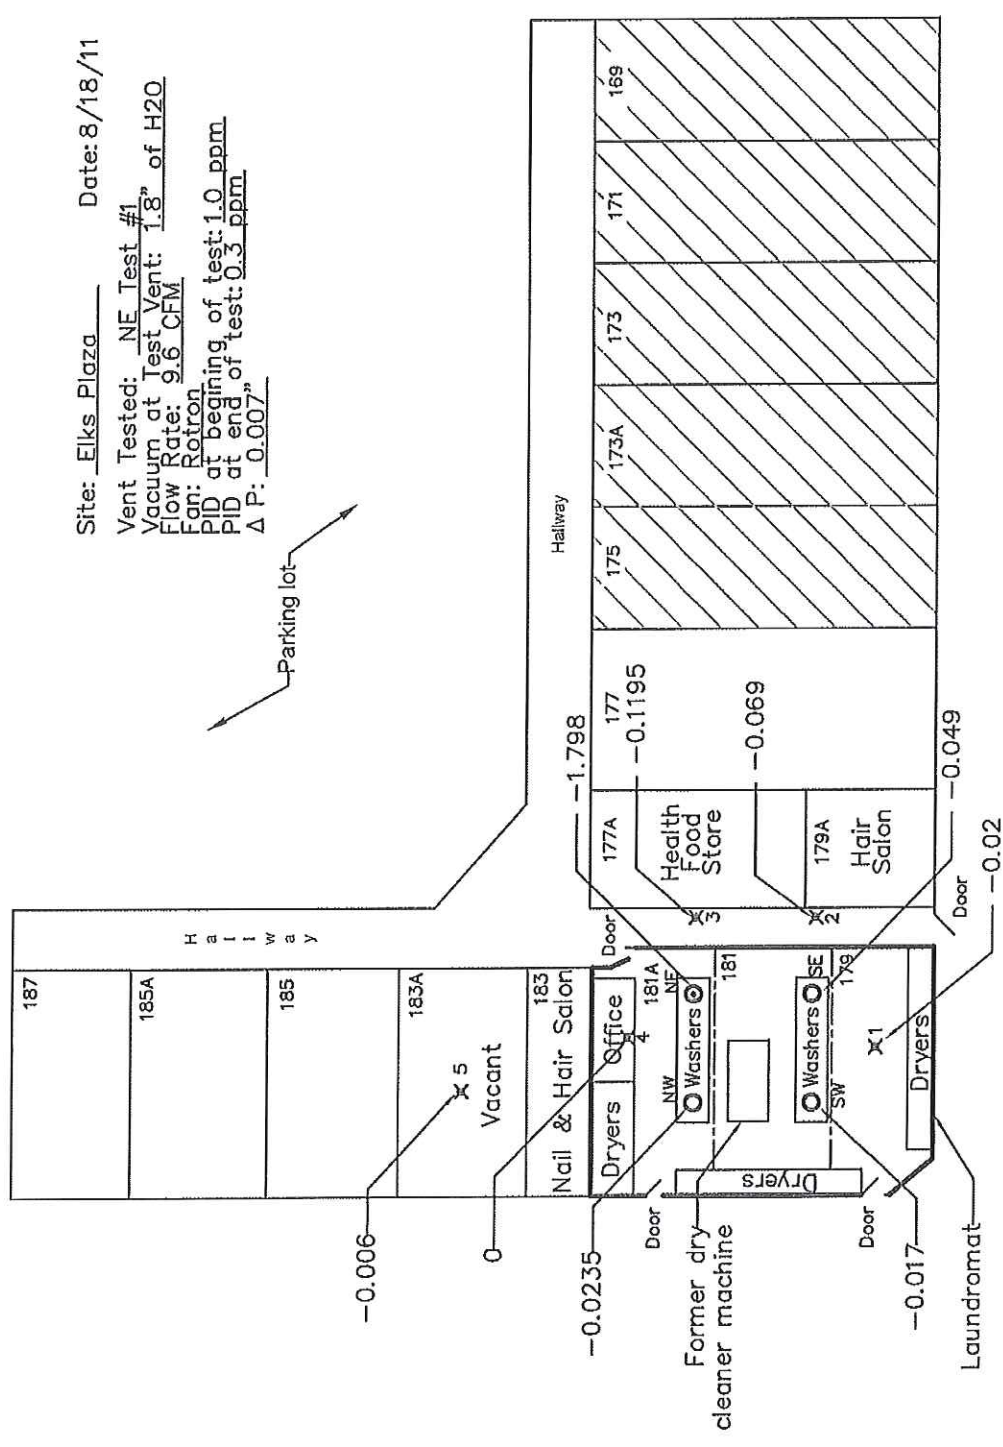 Site: Elks Plaza Date: 8/18/11
Vent Tested: NE Test #1
Vacuum at Test Vent: 1.8" of H2O
Flow Rate: 9.6 CFM
Fan: Rotron
PID at begining of test: 1.0 ppm
PID at end of test: 0.3 ppm
Δ P: 0.007"
Parking lot
Hallway
Hallway
187
185A
185
183A
183
5
Vacant
Nail & Hair Salon
-0.006
0
-0.0235
Door
Former dry
cleaner machine
Door
-0.017
Laundromat
Dryers
Office
4
181A
NW
NE
Washers
181
Dryers
Washers
SW
SE
179
1
Dryers
Door
3
2
Door
-1.798
-0.1195
-0.069
-0.049
-0.02
177A
Health
Food
Store
179A
Hair
Salon
177
175
173A
173
171
169